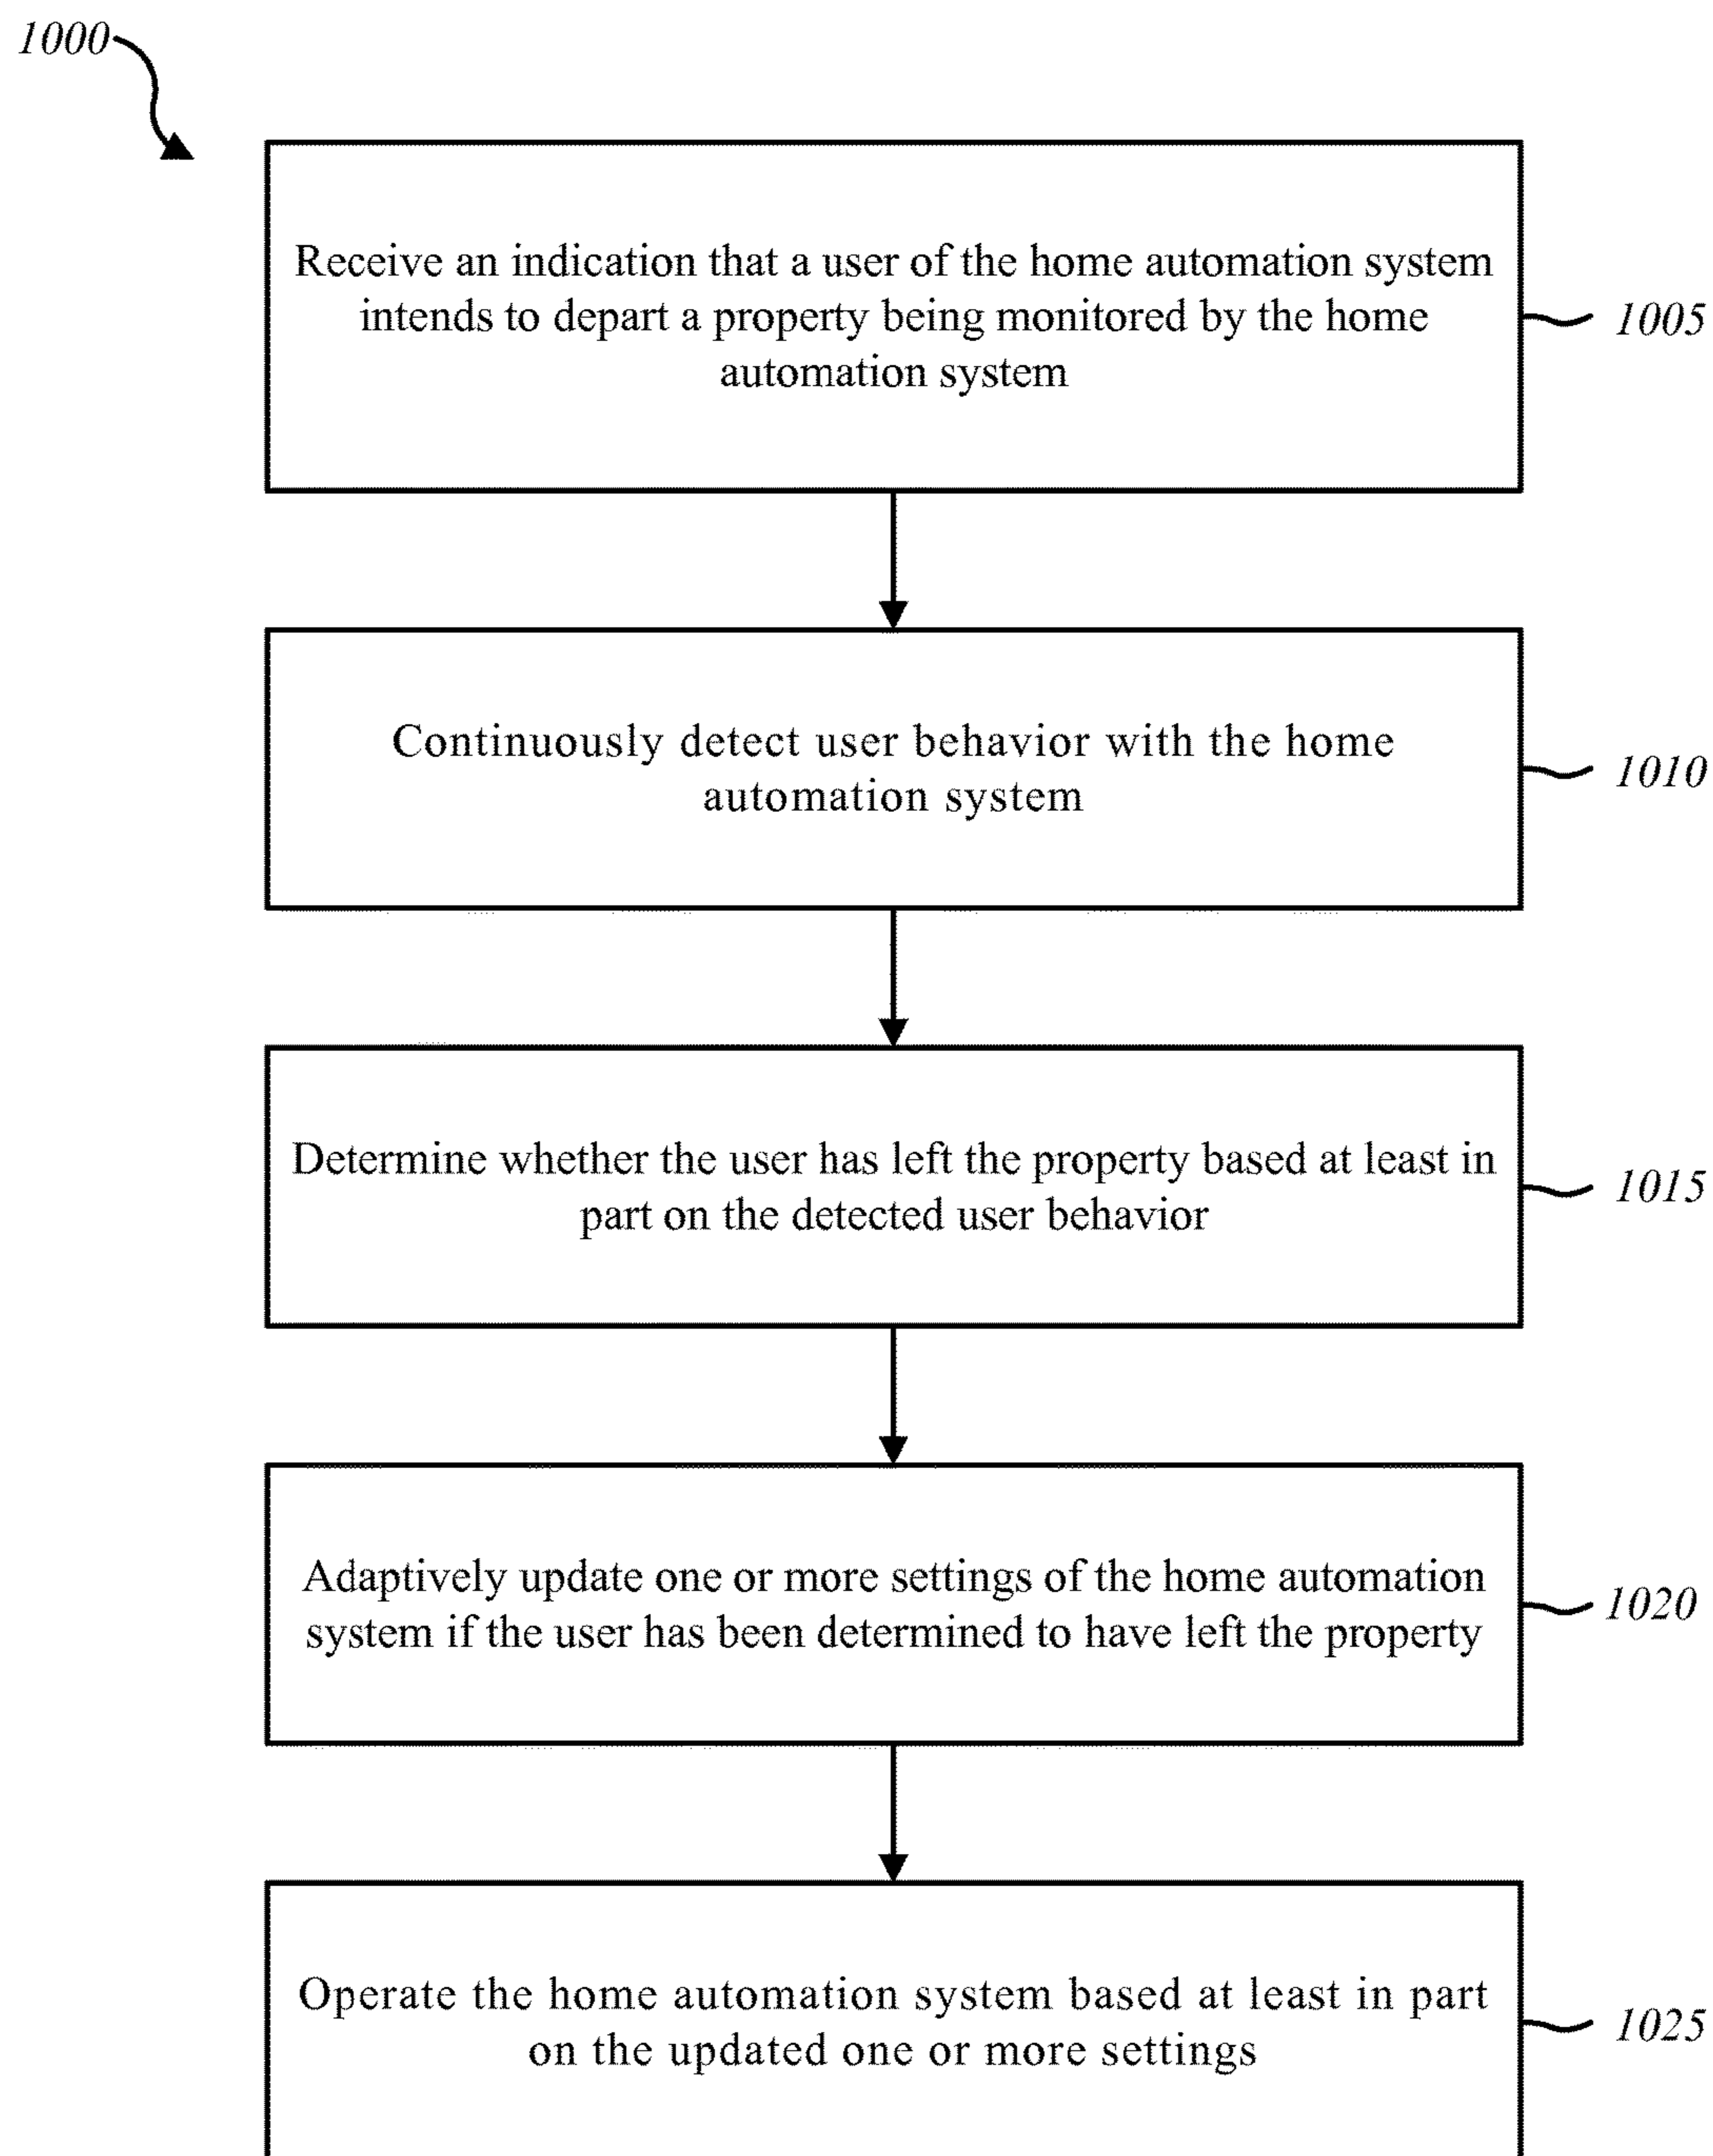 1000
Receive an indication that a user of the home automation system
intends to depart a property being monitored by the home
automation system
1005
Continuously detect user behavior with the home
automation system
1010
Determine whether the user has left the property based at least in
part on the detected user behavior
1015
Adaptively update one or more settings of the home automation
system if the user has been determined to have left the property
1020
Operate the home automation system based at least in part
on the updated one or more settings
1025